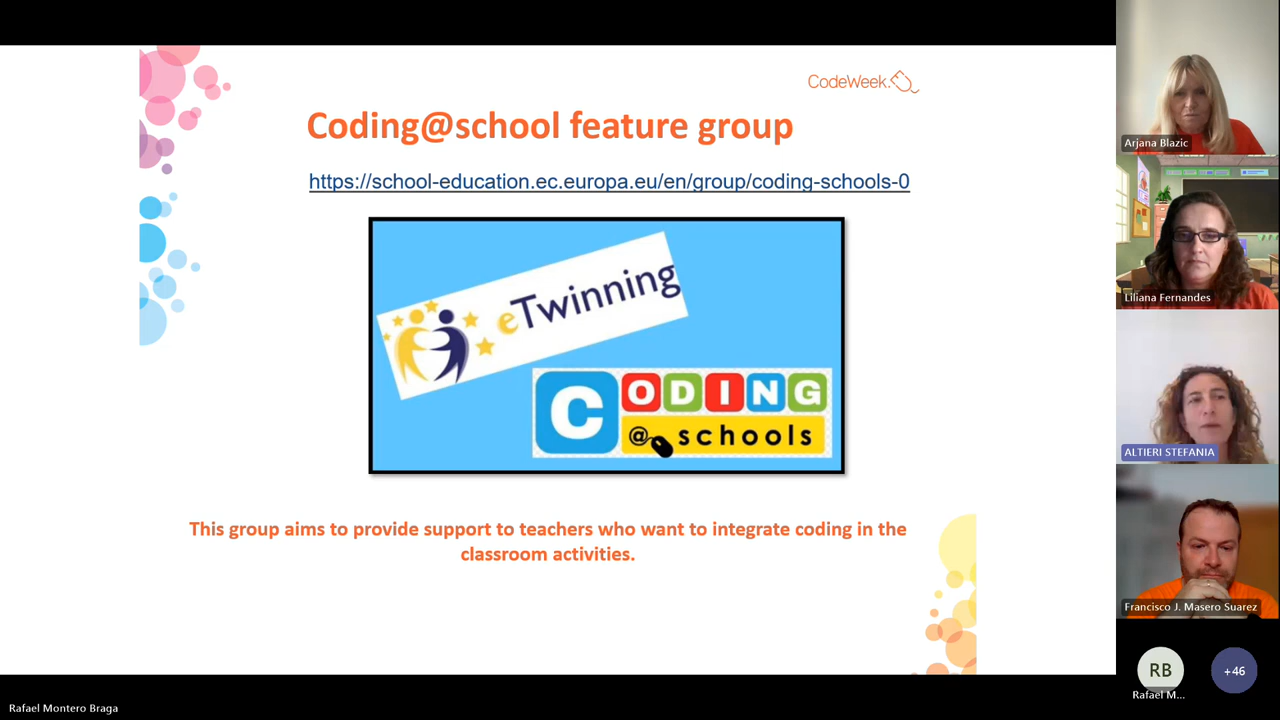 CodeWeek.
Coding@school feature group
https://school-education.ec.europa.eu/en/group/coding-schools-0
eTwinning
CODING
@ schools
This group aims to provide support to teachers who want to integrate coding in the
classroom activities.
Arjana Blazic
Liliana Fernandes
ALTIERI STEFANIA
Francisco J. Masero Suarez
RB
+46
Rafael M...
Rafael Montero Braga